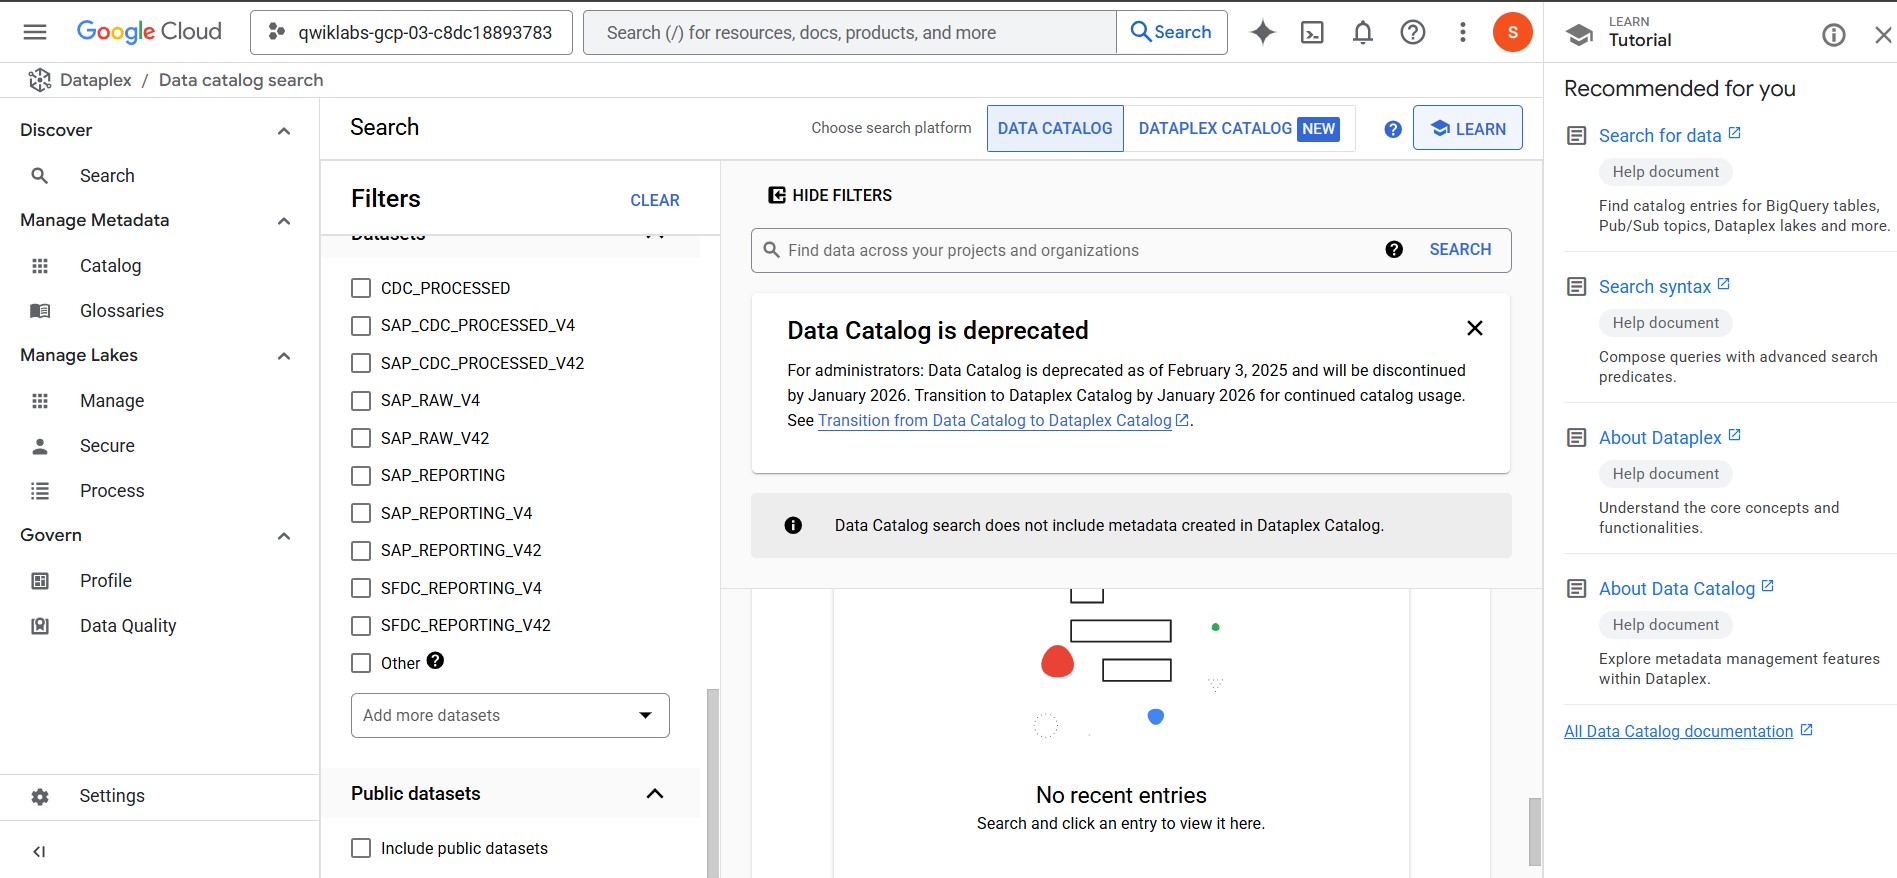 Google Cloud
qwiklabs-gcp-03-c8dc18893783
Search (/) for resources, docs, products, and more
Search
S
LEARN
Tutorial
Dataplex / Data catalog search
Discover
Search
Manage Metadata
Catalog
Glossaries
Manage Lakes
Manage
Secure
Process
Govern
Profile
Data Quality
Settings
Search
Choose search platform
DATA CATALOG
DATAPLEX CATALOG NEW
LEARN
Filters
CLEAR
Datasets
CDC_PROCESSED
SAP_CDC_PROCESSED_V4
SAP_CDC_PROCESSED_V42
SAP_RAW_V4
SAP_RAW_V42
SAP_REPORTING
SAP_REPORTING_V4
SAP_REPORTING_V42
SFDC_REPORTING_V4
SFDC_REPORTING_V42
Other
Add more datasets
Public datasets
Include public datasets
HIDE FILTERS
Find data across your projects and organizations
SEARCH
Data Catalog is deprecated
For administrators: Data Catalog is deprecated as of February 3, 2025 and will be discontinued
by January 2026. Transition to Dataplex Catalog by January 2026 for continued catalog usage.
See Transition from Data Catalog to Dataplex Catalog.
Data Catalog search does not include metadata created in Dataplex Catalog.
No recent entries
Search and click an entry to view it here.
Recommended for you
Search for data
Help document
Find catalog entries for BigQuery tables,
Pub/Sub topics, Dataplex lakes and more.
Search syntax
Help document
Compose queries with advanced search
predicates.
About Dataplex
Help document
Understand the core concepts and
functionalities.
About Data Catalog
Help document
Explore metadata management features
within Dataplex.
All Data Catalog documentation